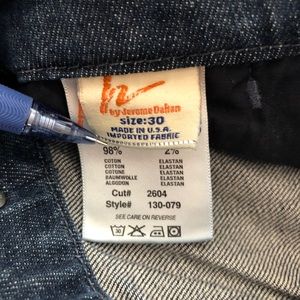 by Jerome Dahan
size:30
MADE IN U.S.A.
IMPORTED FABRIC
98% 2%
COTON ELASTAN
COTTON ELASTAN
COTONE ELASTAN
BAUMWOLLE ELASTAN
ALGODON ELASTAN
Cut# 2604
Style# 130-079
SEE CARE ON REVERSE